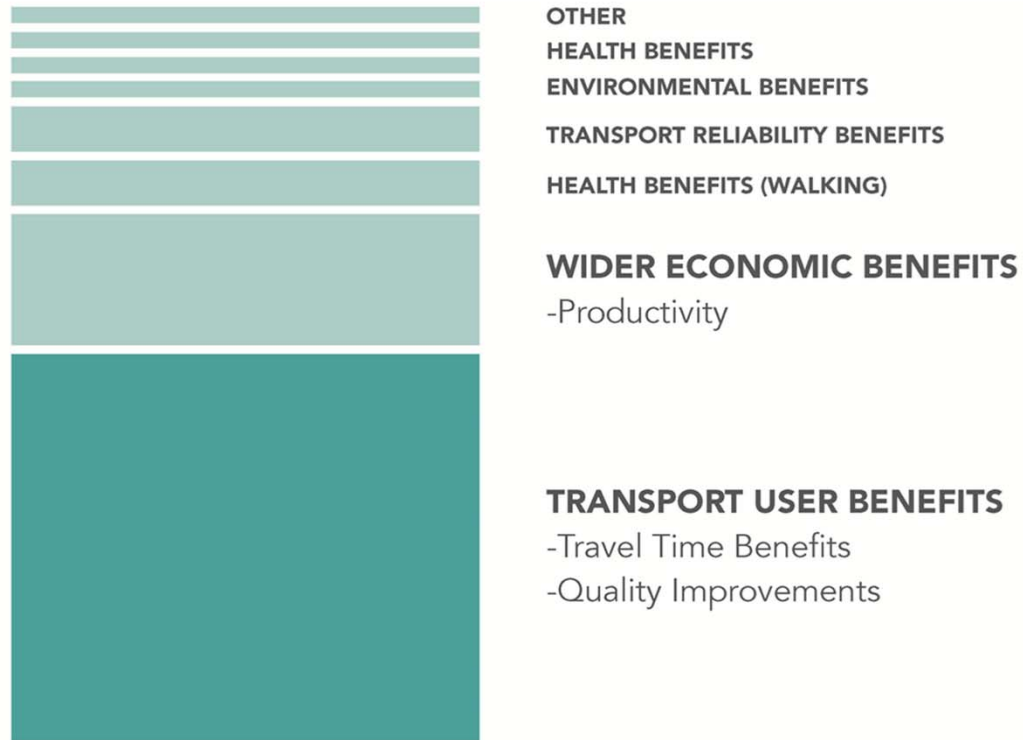 OTHER
HEALTH BENEFITS
ENVIRONMENTAL BENEFITS
TRANSPORT RELIABILITY BENEFITS
HEALTH BENEFITS (WALKING)
WIDER ECONOMIC BENEFITS
-Productivity
TRANSPORT USER BENEFITS
-Travel Time Benefits
-Quality Improvements